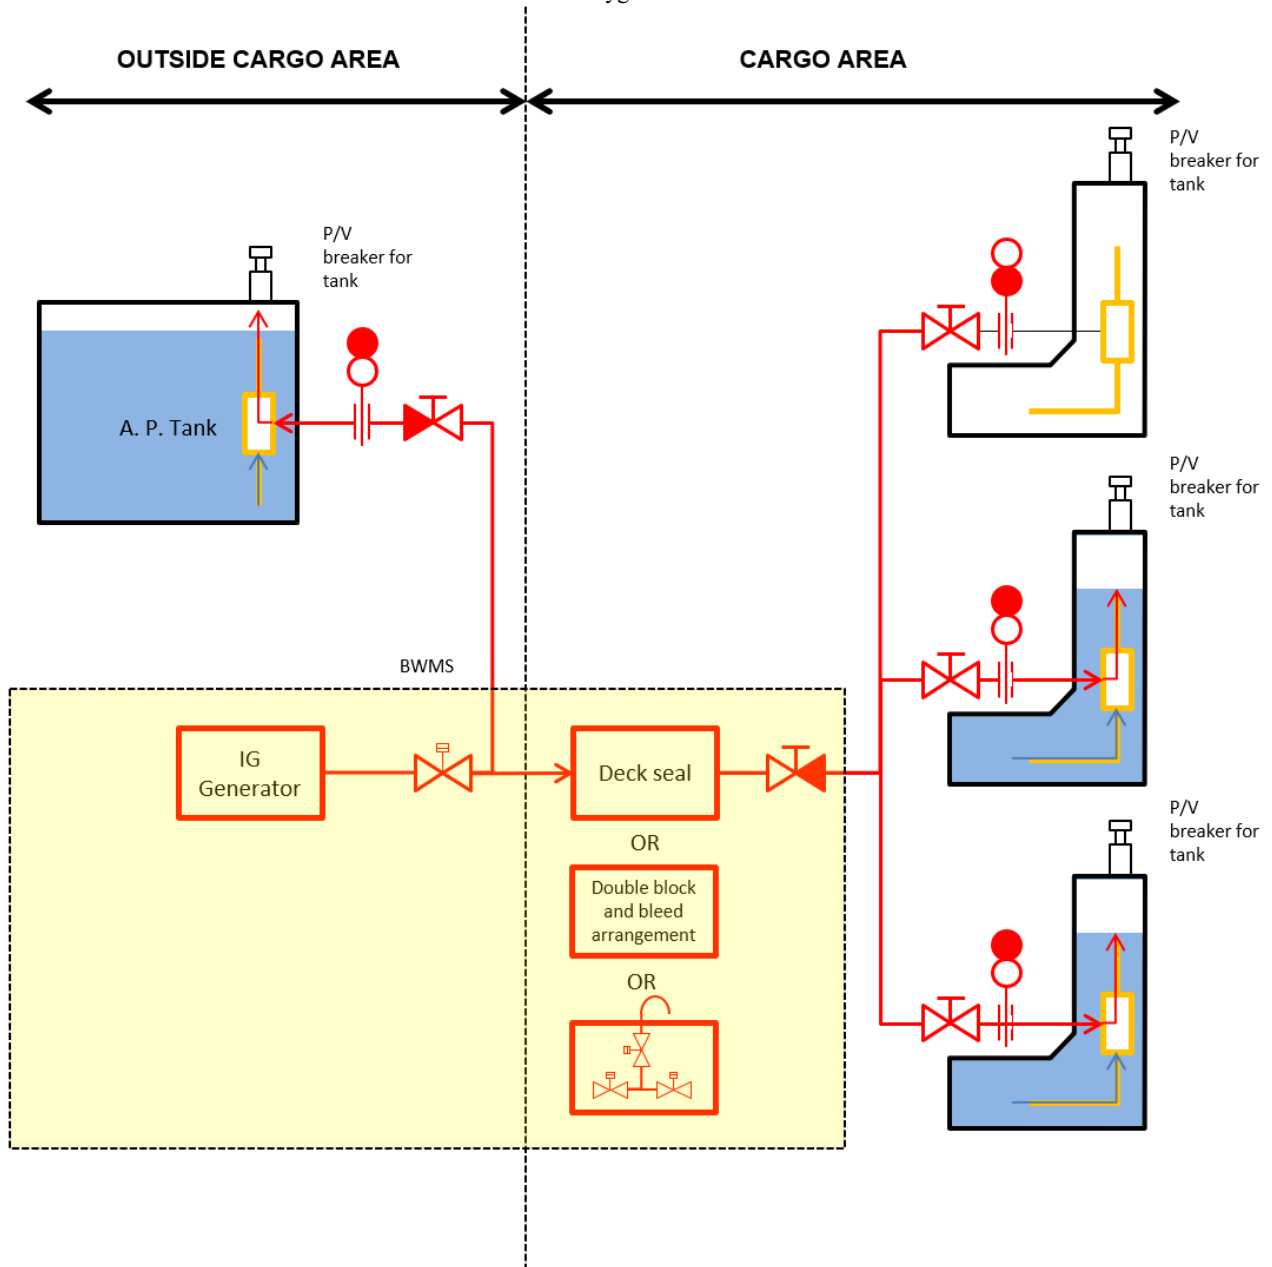 OUTSIDE CARGO AREA
CARGO AREA
P/V
breaker for
tank
P/V
breaker for
tank
A. P. Tank
P/V
breaker for
tank
BWMS
IG
Generator
Deck seal
OR
Double block
and bleed
arrangement
OR
P/V
breaker for
tank